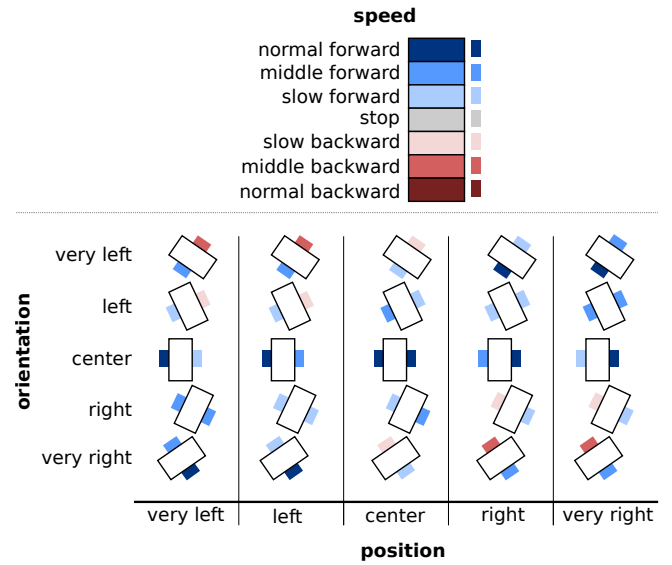 speed
normal forward
middle forward
slow forward
stop
slow backward
middle backward
normal backward
orientation
very left
left
center
right
very right
very left
left
center
right
very right
position